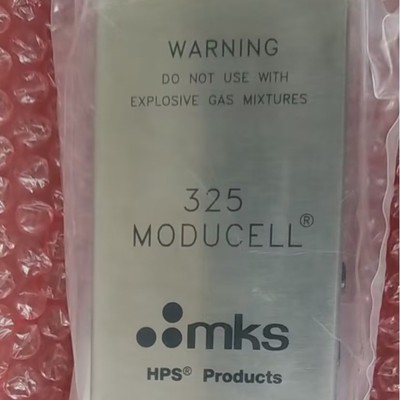 WARNING
DO NOT USE WITH
EXPLOSIVE GAS MIXTURES
325
MODUCELL®
mks
HPS® Products